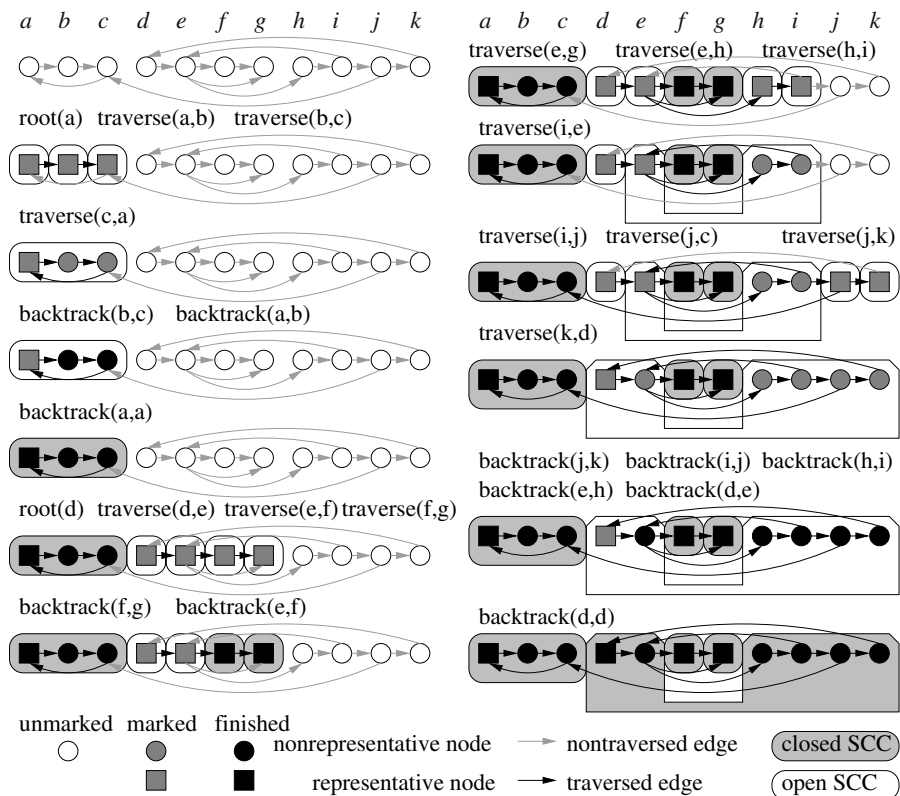 a b c d e f g h i j k
root(a) traverse(a,b) traverse(b,c)
traverse(c,a)
backtrack(b,c) backtrack(a,b)
backtrack(a,a)
root(d) traverse(d,e) traverse(e,f) traverse(f,g)
backtrack(f,g) backtrack(e,f)
a b c d e f g h i j k
traverse(e,g) traverse(e,h) traverse(h,i)
traverse(i,e)
traverse(i,j) traverse(j,c) traverse(j,k)
traverse(k,d)
backtrack(j,k) backtrack(i,j) backtrack(h,i)
backtrack(e,h) backtrack(d,e)
backtrack(d,d)
unmarked marked finished
nonrepresentative node nontraversed edge closed SCC
representative node traversed edge open SCC